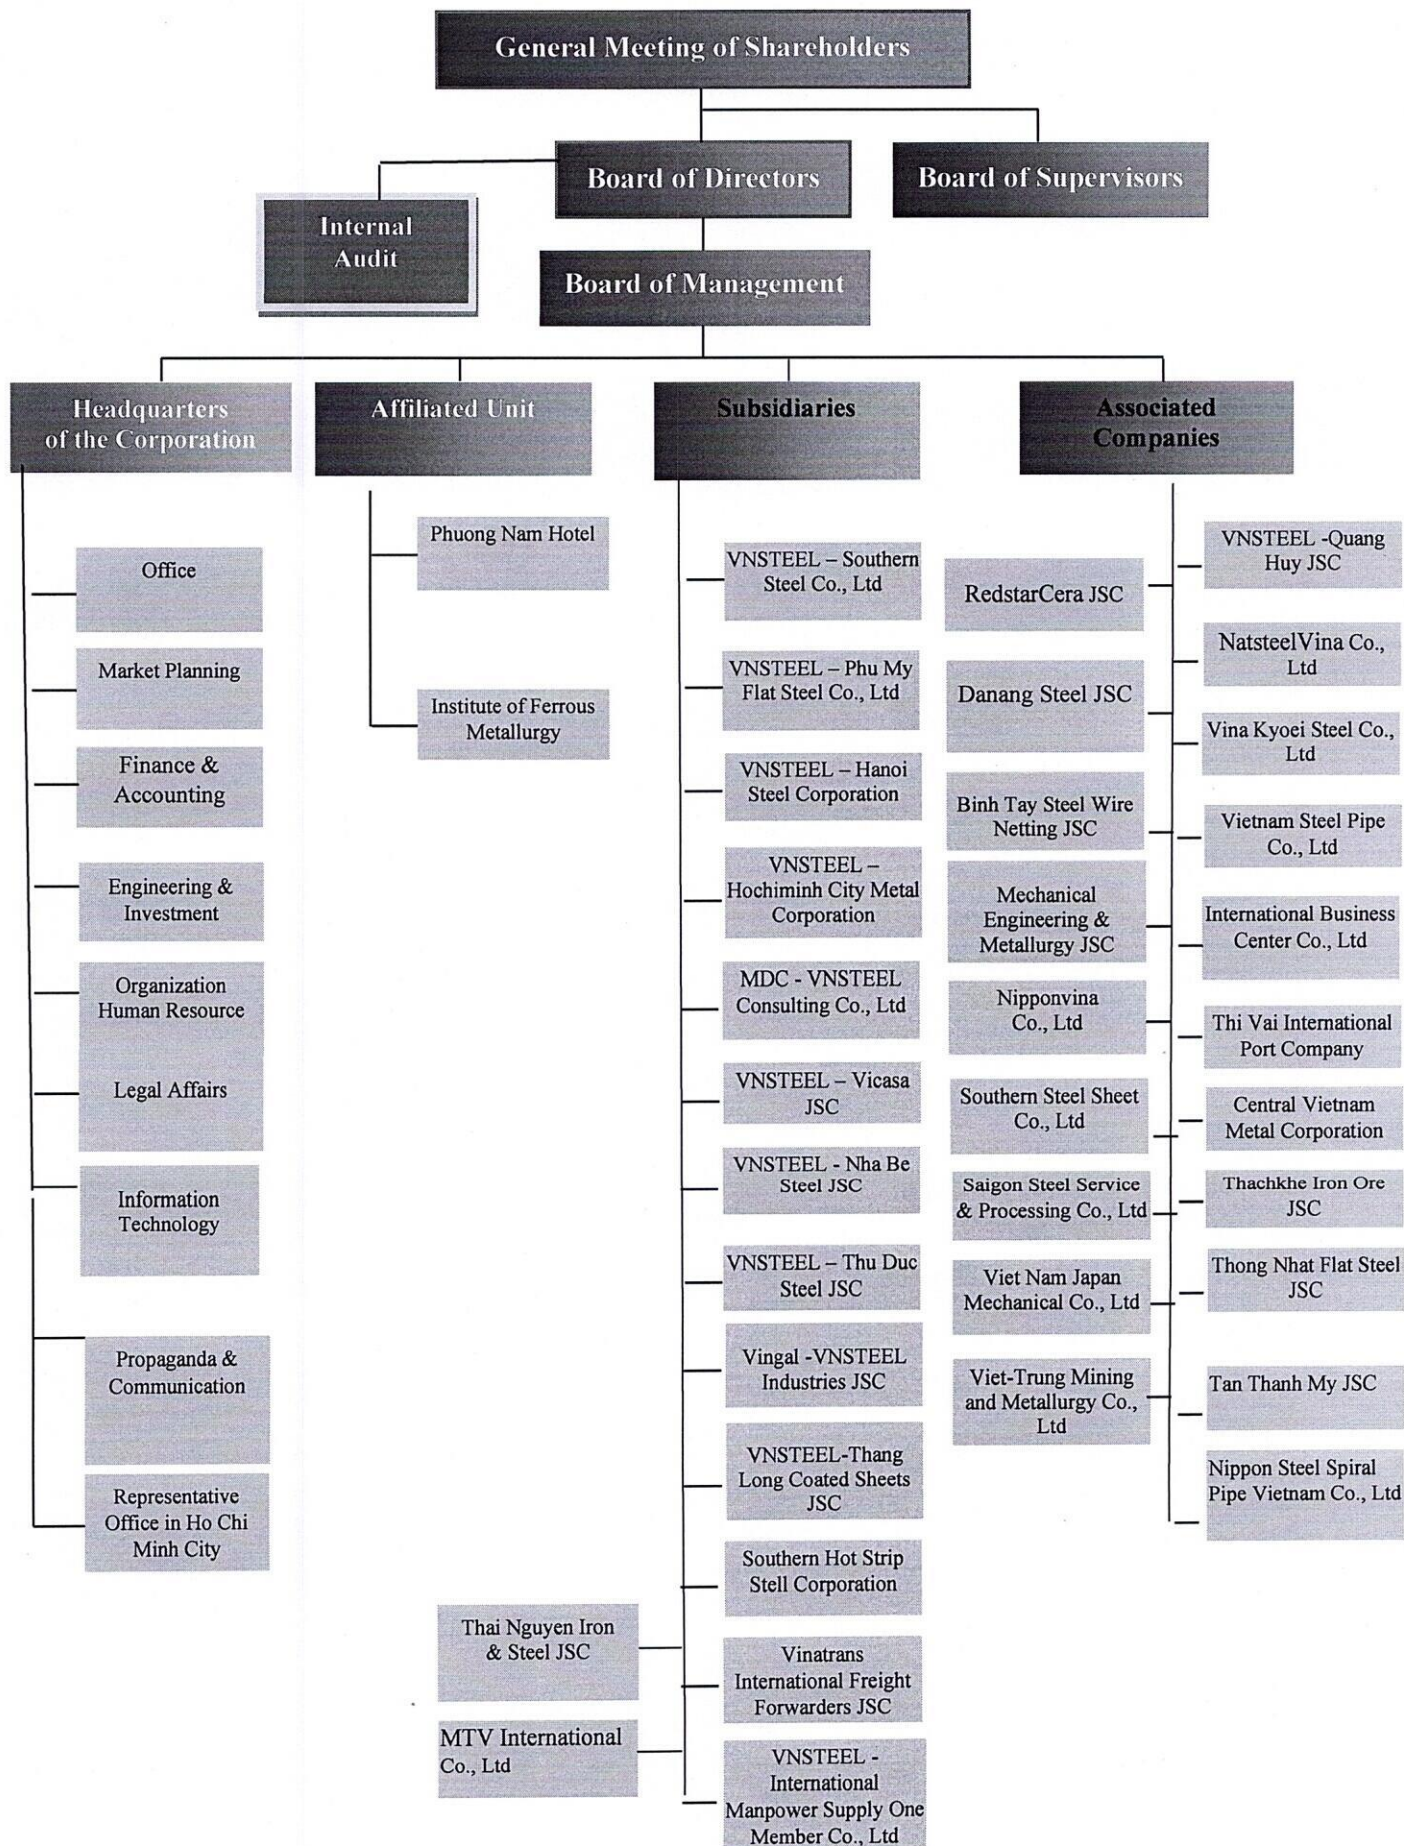 General Meeting of Shareholders
Board of Directors
Board of Supervisors
Internal
Audit
Board of Management
Headquarters
of the Corporation
Affiliated Unit
Subsidiaries
Associated
Companies
Office
Market Planning
Finance &
Accounting
Engineering &
Investment
Organization
Human Resource
Legal Affairs
Information
Technology
Propaganda &
Communication
Representative
Office in Ho Chi
Minh City
Phuong Nam Hotel
Institute of Ferrous
Metallurgy
VNSTEEL – Southern
Steel Co., Ltd
VNSTEEL – Phu My
Flat Steel Co., Ltd
VNSTEEL – Hanoi
Steel Corporation
VNSTEEL –
Hochiminh City Metal
Corporation
MDC - VNSTEEL
Consulting Co., Ltd
VNSTEEL – Vicasa
JSC
VNSTEEL - Nha Be
Steel JSC
VNSTEEL – Thu Duc
Steel JSC
Vingal -VNSTEEL
Industries JSC
VNSTEEL-Thang
Long Coated Sheets
JSC
Southern Hot Strip
Stell Corporation
Thai Nguyen Iron
& Steel JSC
Vinatrans
International Freight
Forwarders JSC
MTV International
Co., Ltd
VNSTEEL -
International
Manpower Supply One
Member Co., Ltd
RedstarCera JSC
Danang Steel JSC
Binh Tay Steel Wire
Netting JSC
Mechanical
Engineering &
Metallurgy JSC
Nipponvina
Co., Ltd
Southern Steel Sheet
Co., Ltd
Saigon Steel Service
& Processing Co., Ltd
Viet Nam Japan
Mechanical Co., Ltd
Viet-Trung Mining
and Metallurgy Co.,
Ltd
VNSTEEL -Quang
Huy JSC
NatsteelVina Co.,
Ltd
Vina Kyoei Steel Co.,
Ltd
Vietnam Steel Pipe
Co., Ltd
International Business
Center Co., Ltd
Thi Vai International
Port Company
Central Vietnam
Metal Corporation
Thachkhe Iron Ore
JSC
Thong Nhat Flat Steel
JSC
Tan Thanh My JSC
Nippon Steel Spiral
Pipe Vietnam Co., Ltd